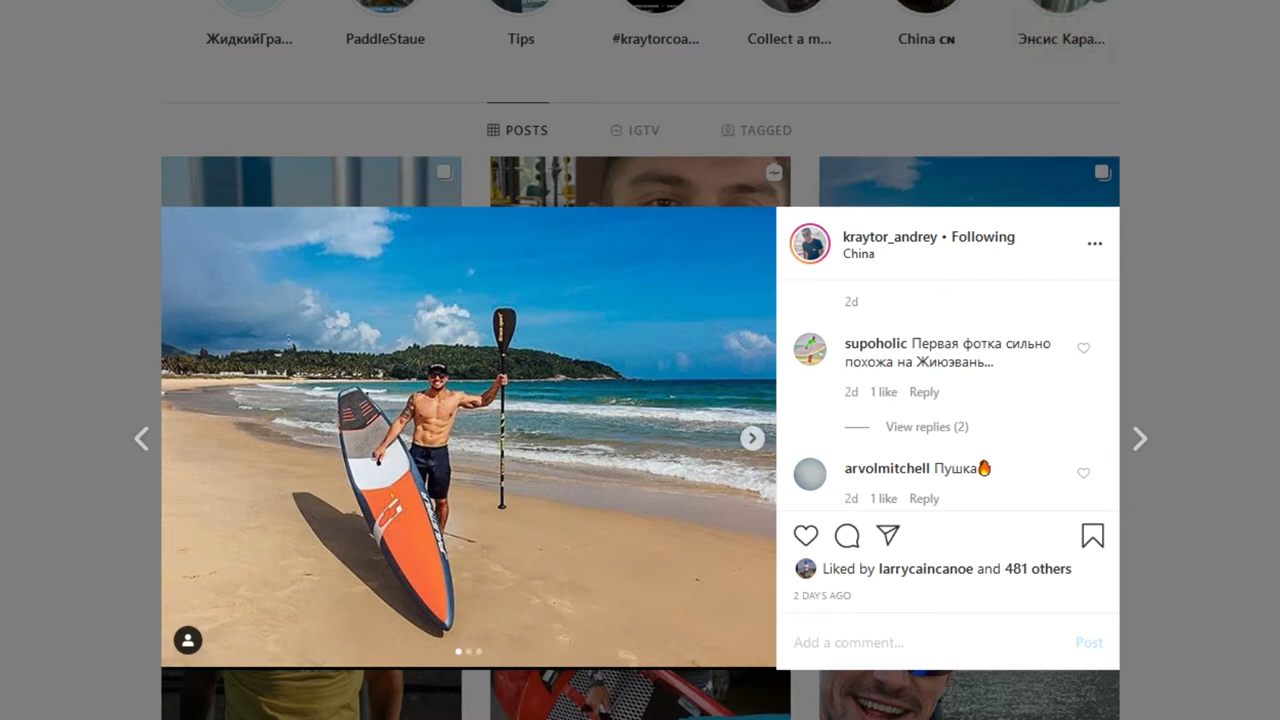 ЖидкийГра...
PaddleStaue
Tips
#kraytorcoa...
Collect a m...
China CN
Энсис Кара...
POSTS
IGTV
TAGGED
kraytor_andrey • Following
China
2d
supoholic Первая фотка сильно
похожа на Жиюэвань...
2d 1 like Reply
View replies (2)
arvolmitchell Пушка🔥
2d 1 like Reply
Liked by larrycaincanoe and 481 others
2 DAYS AGO
Add a comment...
Post